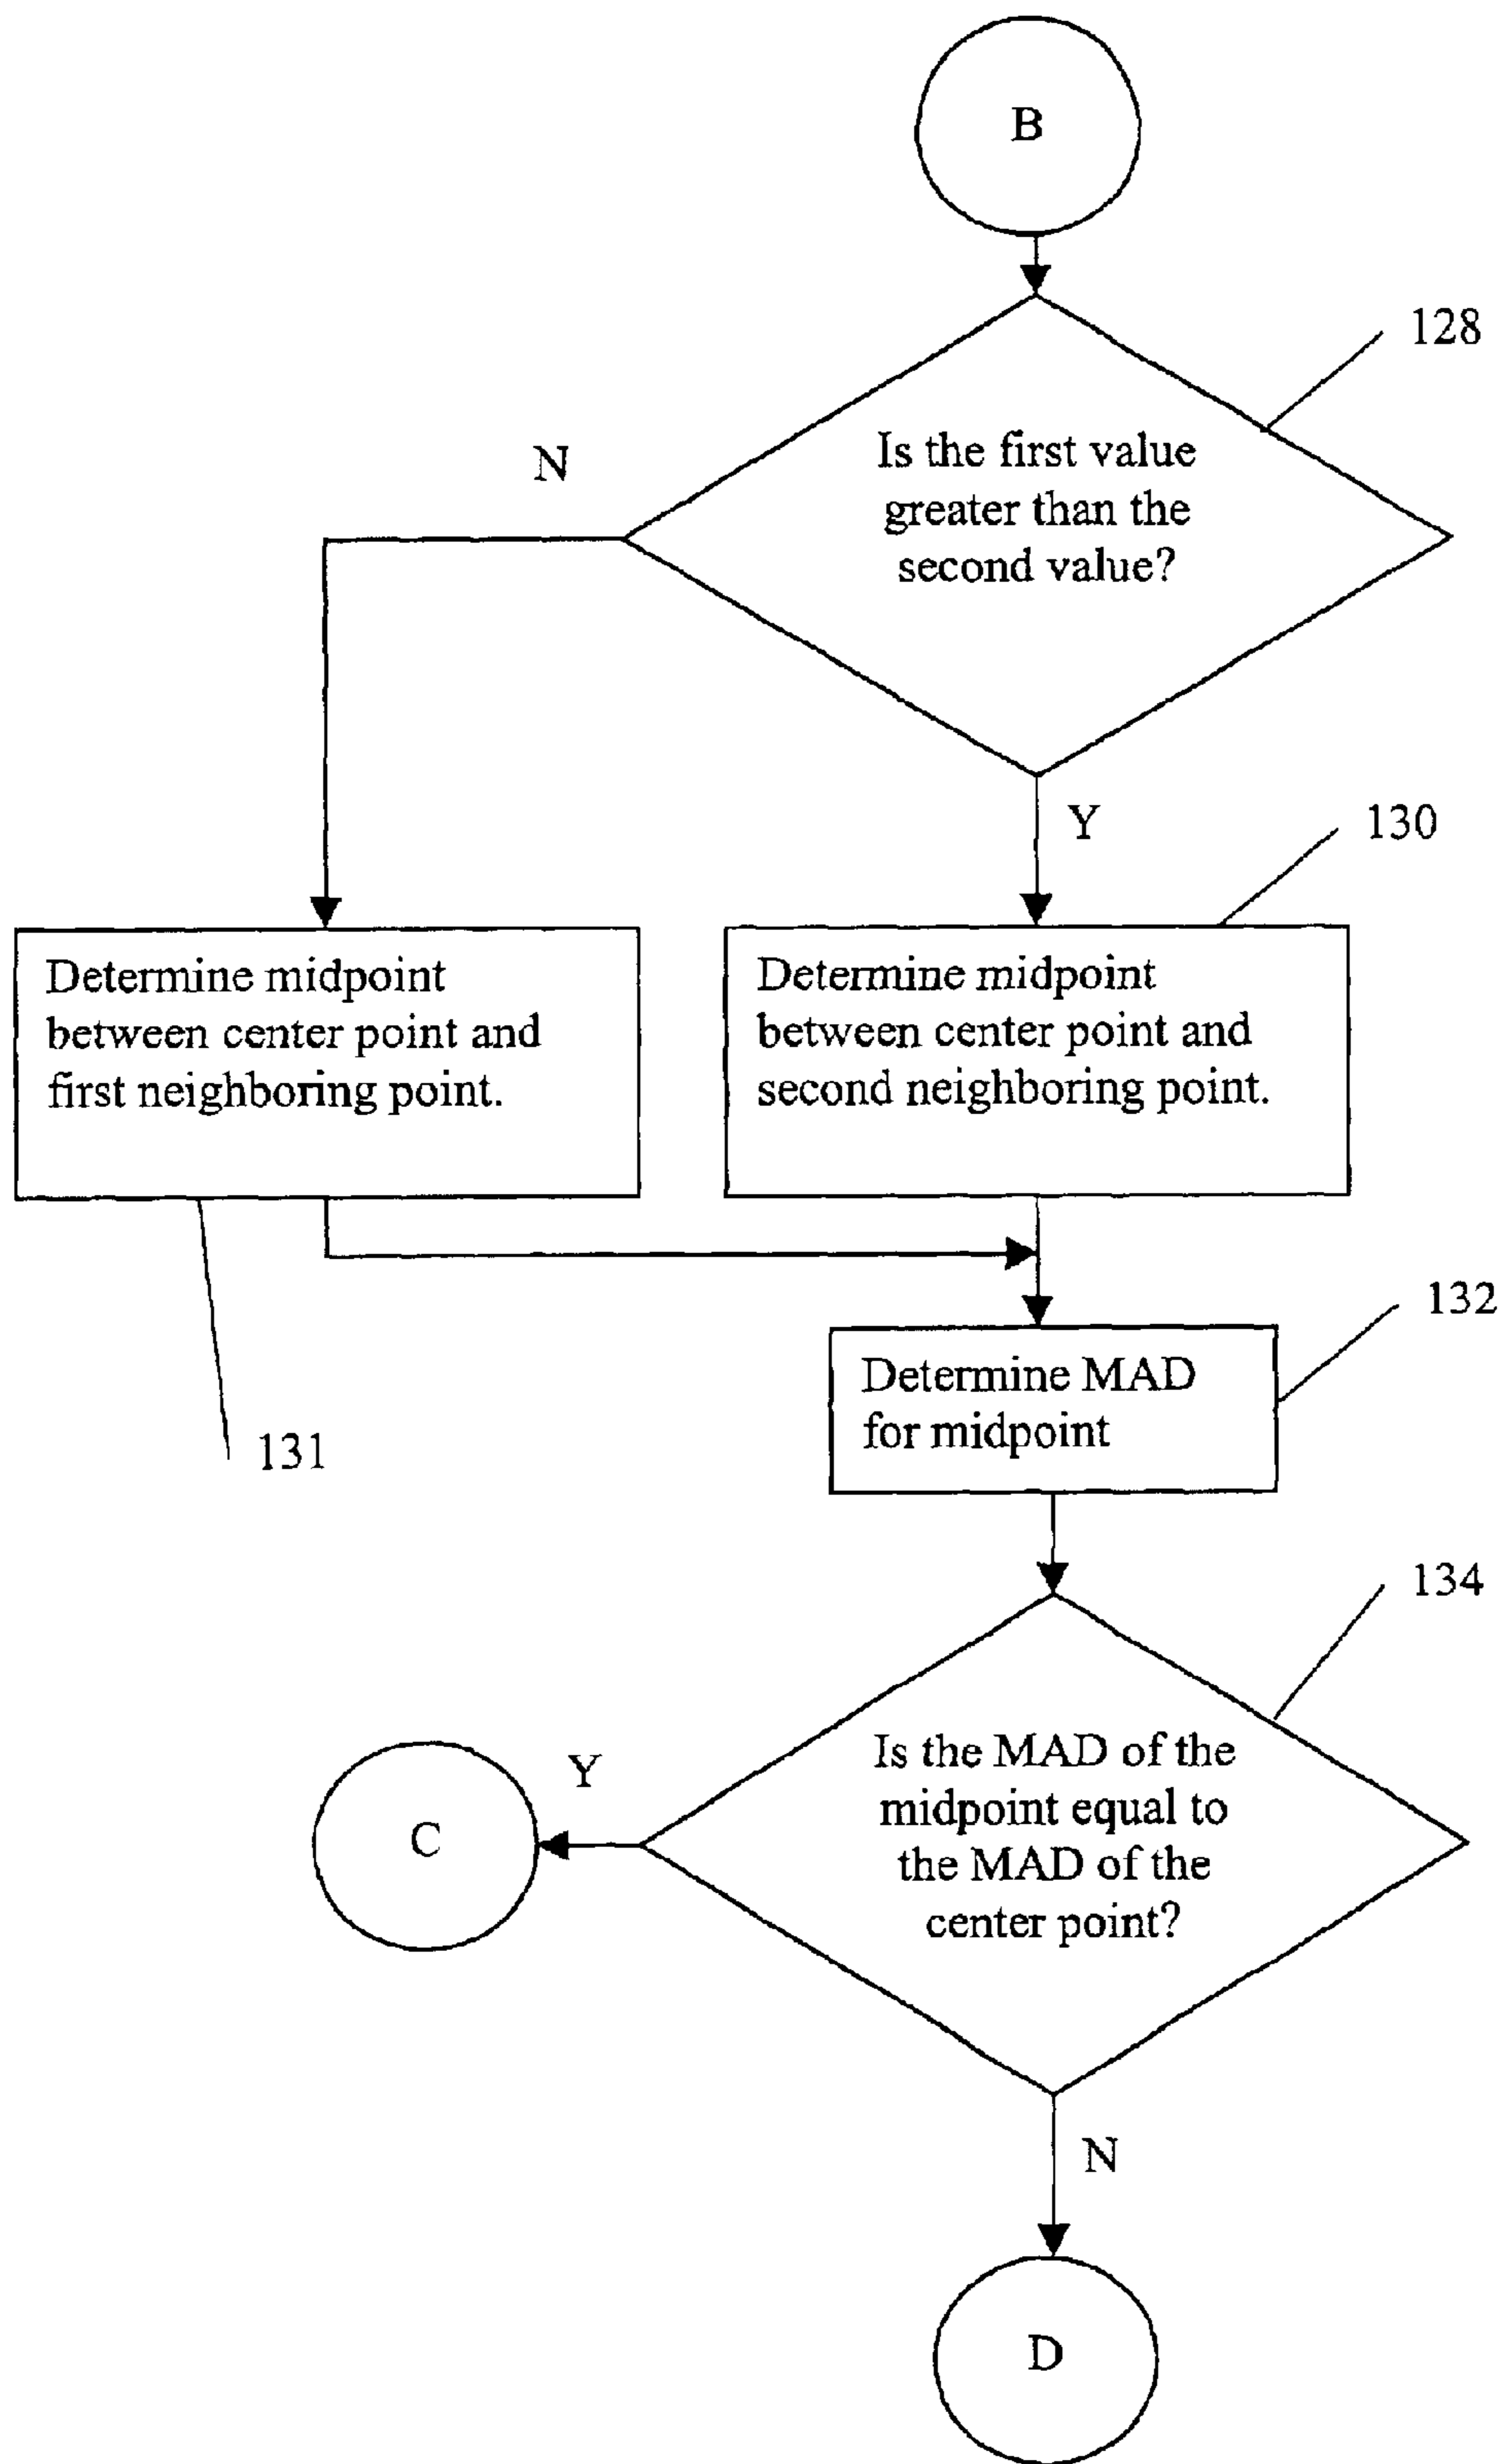 B
128
Is the first value
greater than the
second value?
N
Y
130
Determine midpoint
between center point and
first neighboring point.
Determine midpoint
between center point and
second neighboring point.
131
132
Determine MAD
for midpoint
134
Is the MAD of the
midpoint equal to
the MAD of the
center point?
Y
C
N
D